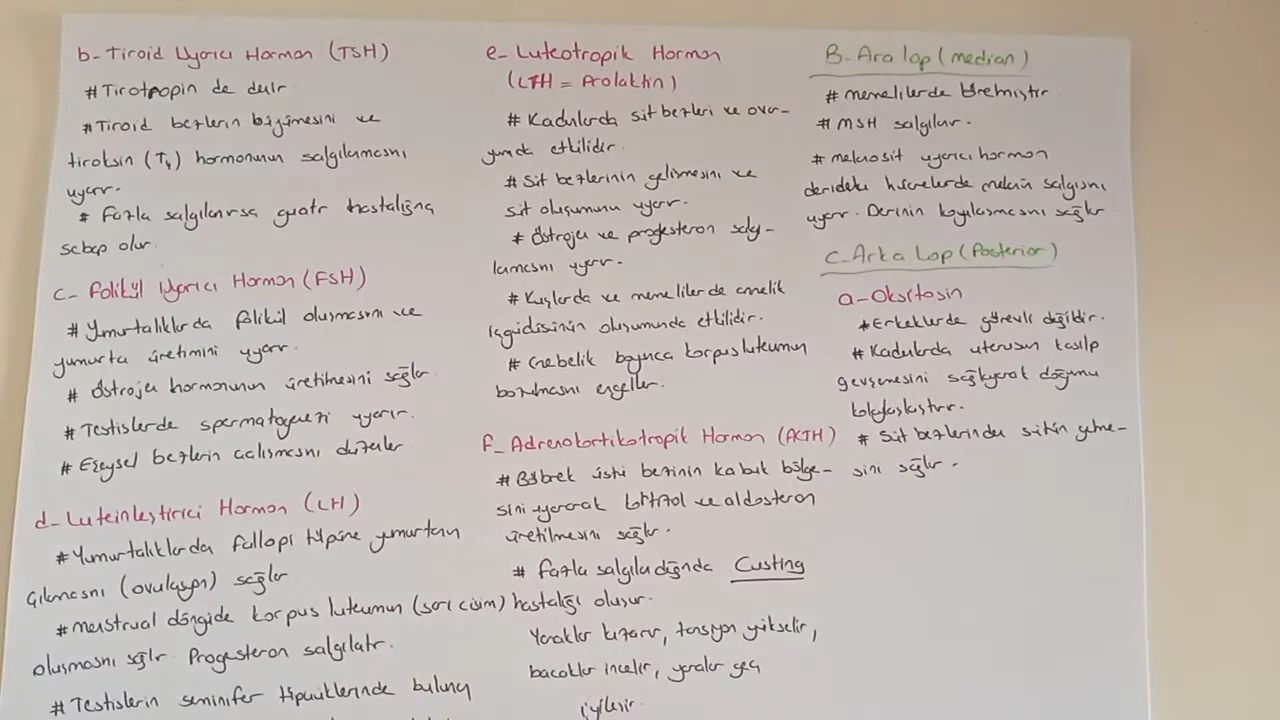 b- Tiroid Uyarıcı Hormon (TSH)
#Tirotropin de denir
#Tiroid bezlerin büyümesini ve
tiroksin (T4) hormonunun salgılanmasını
uyarır.
# Fazla salgılanırsa guatr hastalığına
sebep olur.
c- Folikül Uyarıcı Hormon (FSH)
# Yumurtalıklarda folikül oluşmasını ve
yumurta üretimini uyarır.
# Östrojen hormonunun üretilmesini sağlar
# Testislerde spermatogenezi uyarır.
# Eşeysel bezlerin çalışmasını düzenler
d- Luteinleştirici Hormon (LH)
# Yumurtalıklarda fallopi tüpüne yumurtanın
çıkmasını (ovulasyon) sağlar
# menstrual döngüde korpus luteumun (sarı cisim)
oluşmasını sağlar. Progesteron salgılatır.
# Testislerin seminifer tüpçüklerinde bulunan
e- Luteotropik Hormon
(LTH = Prolaktin)
# Kadınlarda süt bezleri ve ovar-
yumda etkilidir.
# Süt bezlerinin gelişmesini ve
süt oluşumunu uyarır.
# Östrojen ve progesteron salgı-
lamasını uyarır.
# Kuşlarda ve memelilerde annelik
içgüdüsünün oluşumunda etkilidir.
# Gebelik boyunca korpus luteumun
bozulmasını engeller.
f- Adrenokortikotropik Hormon (ACTH)
# Böbrek üstü bezinin kabuk bölge-
sini uyararak kortizol ve aldosteron
üretilmesini sağlar.
# fazla salgılandığında Custing
hastalığı oluşur.
Yanaklar kızarır, tansiyon yükselir,
bacaklar incelir, yaralar geç
iyileşir.
B- Ara lop (median)
# memelilerde körelmiştir
# MSH salgılar.
# melanosit uyarıcı hormon
derideki hücrelerde melanin salgısını
uyarır. Derinin koyulaşmasını sağlar
C- Arka Lop (Posterior)
a- Oksitosin
# Erkeklerde görevli değildir.
# Kadınlarda uterusun kasılıp
gevşemesini sağlayarak doğumu
kolaylaştırır.
# Süt bezlerinden sütün
sini sağlar.